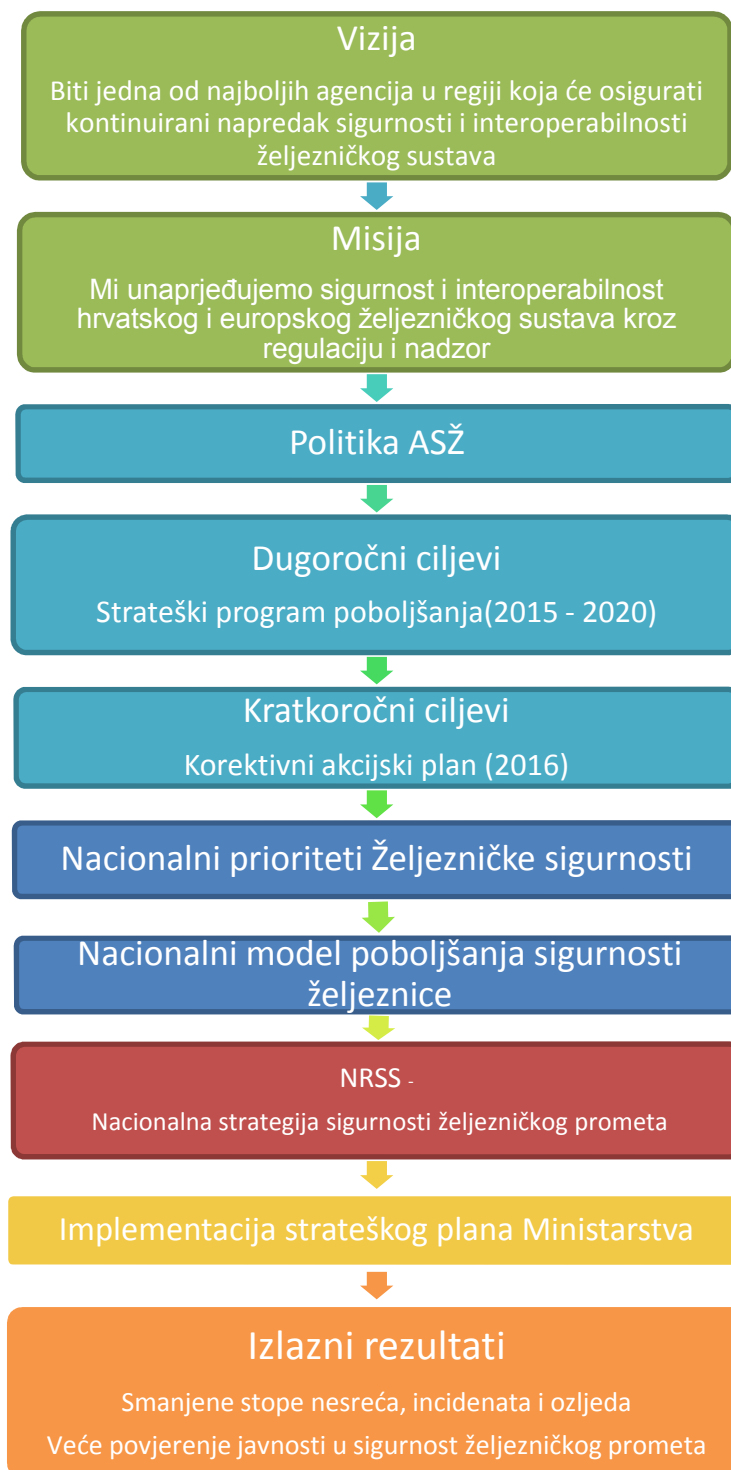 Vizija
Biti jedna od najboljih agencija u regiji koja će osigurati
kontinuirani napredak sigurnosti i interoperabilnosti
željezničkog sustava
Misija
Mi unaprjeđujemo sigurnost i interoperabilnost
hrvatskog i europskog željezničkog sustava kroz
regulaciju i nadzor
Politika ASŽ
Dugoročni ciljevi
Strateški program poboljšanja(2015 - 2020)
Kratkoročni ciljevi
Korektivni akcijski plan (2016)
Nacionalni prioriteti Željezničke sigurnosti
Nacionalni model poboljšanja sigurnosti
željeznice
NRSS -
Nacionalna strategija sigurnosti željezničkog prometa
Implementacija strateškog plana Ministarstva
Izlazni rezultati
Smanjene stope nesreća, incidenata i ozljeda
Veće povjerenje javnosti u sigurnost željezničkog prometa